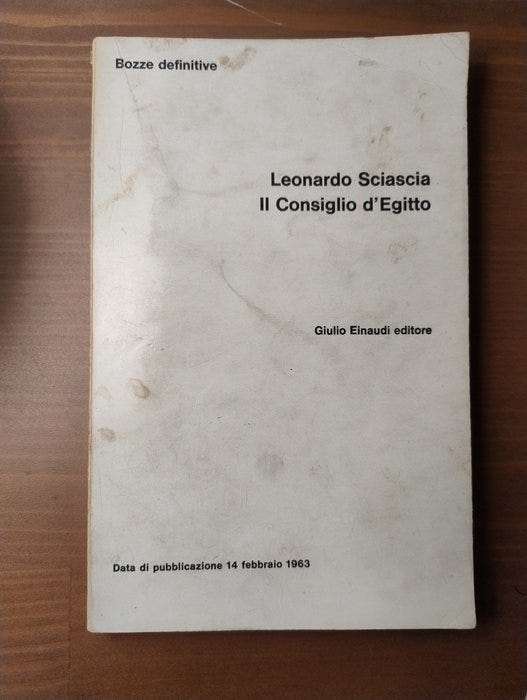 Bozze definitive
Leonardo Sciascia
Il Consiglio d'Egitto
Giulio Einaudi editore
Data di pubblicazione 14 febbraio 1963